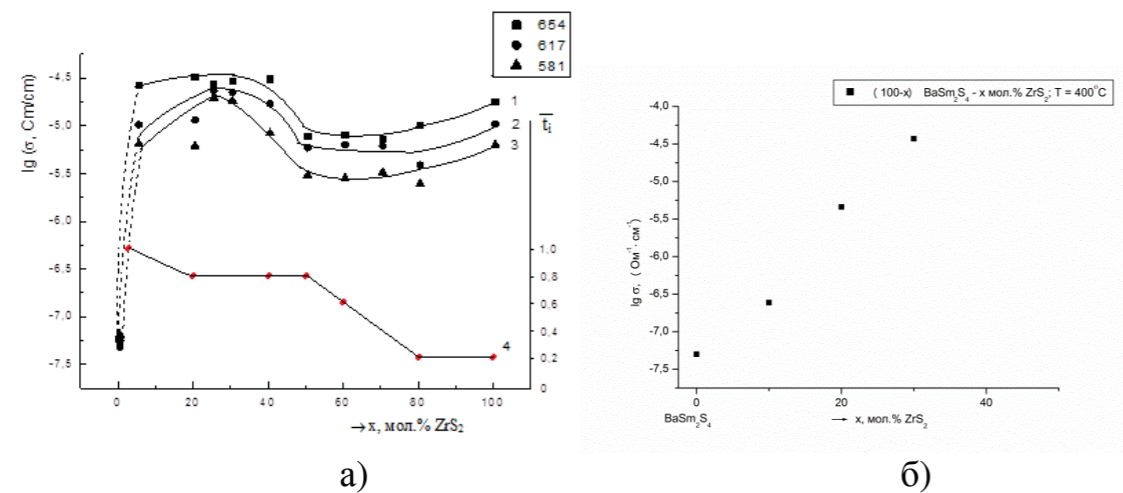 а)
654
617
581
lg (σ, Cm/cm)
-4,5
-5,0
-5,5
-6,0
-6,5
-7,0
-7,5
1
2
3
4
t̅i
1,0
0,8
0,6
0,4
0,2
0
0 20 40 60 80 100
→x, мол.% ZrS₂
б)
( 100-x) BaSm₂S₄ - x мол.% ZrS₂; T = 400°C
lg σ, ( Ом⁻¹· см⁻¹)
-4,0
-4,5
-5,0
-5,5
-6,0
-6,5
-7,0
-7,5
0 20 40
BaSm₂S₄
→ x, мол.% ZrS₂
а)
б)